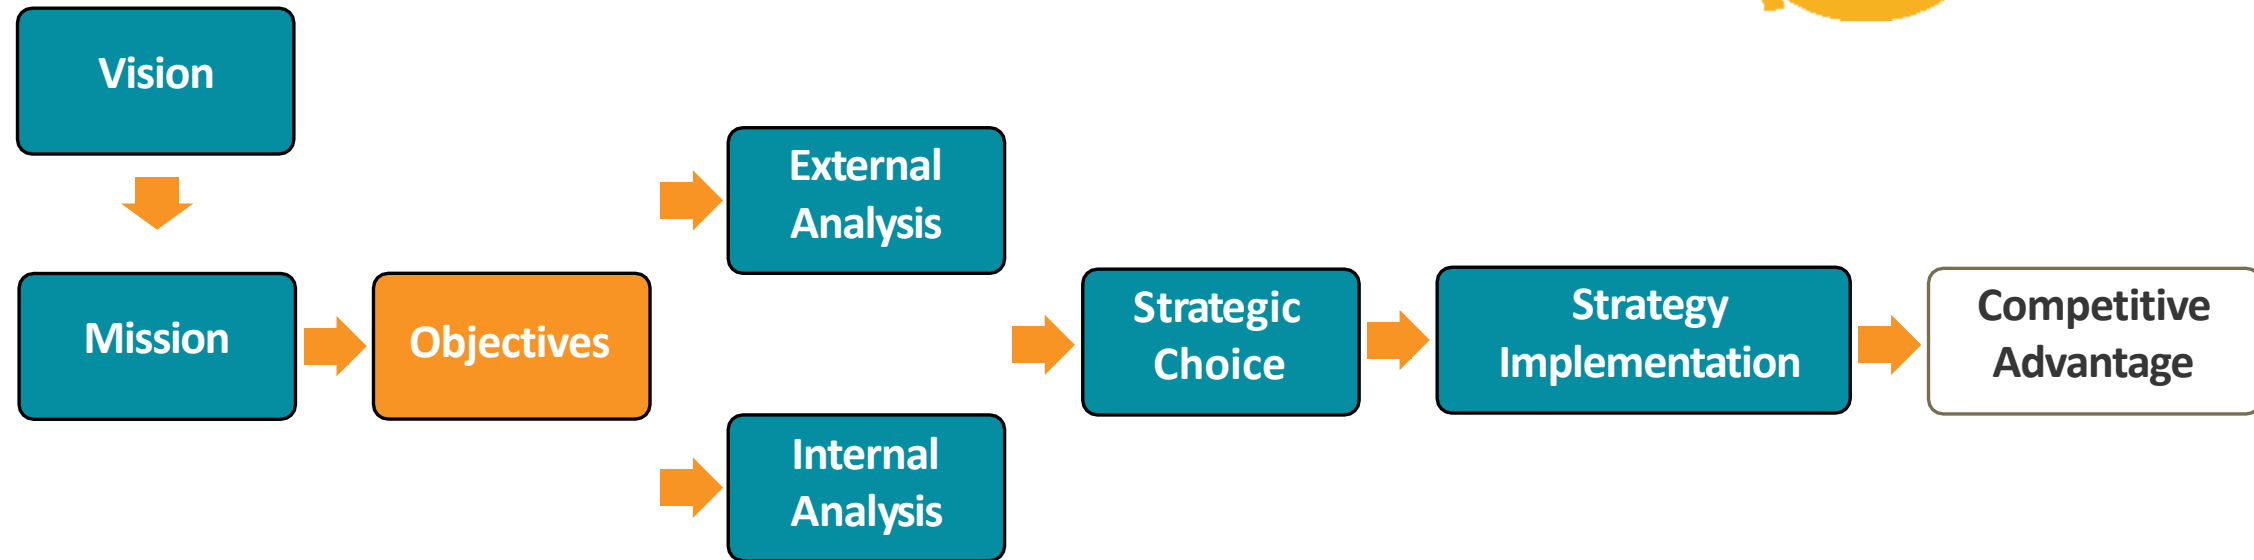 Vision
Mission
Objectives
External
Analysis
Internal
Analysis
Strategic
Choice
Strategy
Implementation
Competitive
Advantage